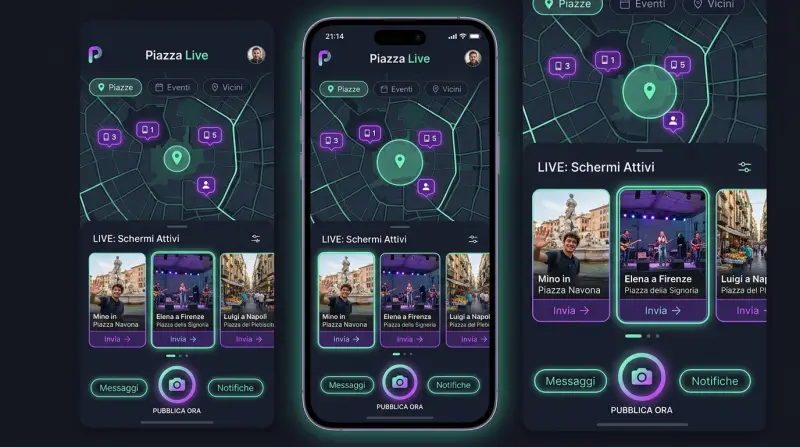 Piazza Live
Piazze
Eventi
Vicini
3
1
5
LIVE: Schermi Attivi
Mino in
Piazza Navona
Invia →
Elena a Firenze
Piazza della Signoria
Invia →
Luigi a Napoli
Piazza del Plebiscito
Invia →
Messaggi
Notifiche
PUBBLICA ORA
21:14
Piazza Live
Piazze
Eventi
Vicini
3
1
5
LIVE: Schermi Attivi
Mino in
Piazza Navona
Invia →
Elena a Firenze
Piazza della Signoria
Invia →
Luigi a Napoli
Piazza del Plebiscito
Invia →
Messaggi
Notifiche
PUBBLICA ORA
Piazze
Eventi
Vicini
3
1
5
LIVE: Schermi Attivi
Mino in
Piazza Navona
Invia →
Elena a Firenze
Piazza della Signoria
Invia →
Luigi a Nap
Piazza del Pl
Invia →
Messaggi
Notifiche
PUBBLICA ORA